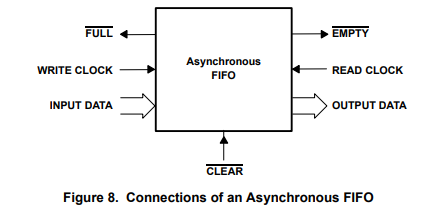 FULL
EMPTY
Asynchronous
FIFO
WRITE CLOCK
READ CLOCK
INPUT DATA
OUTPUT DATA
CLEAR
Figure 8. Connections of an Asynchronous FIFO